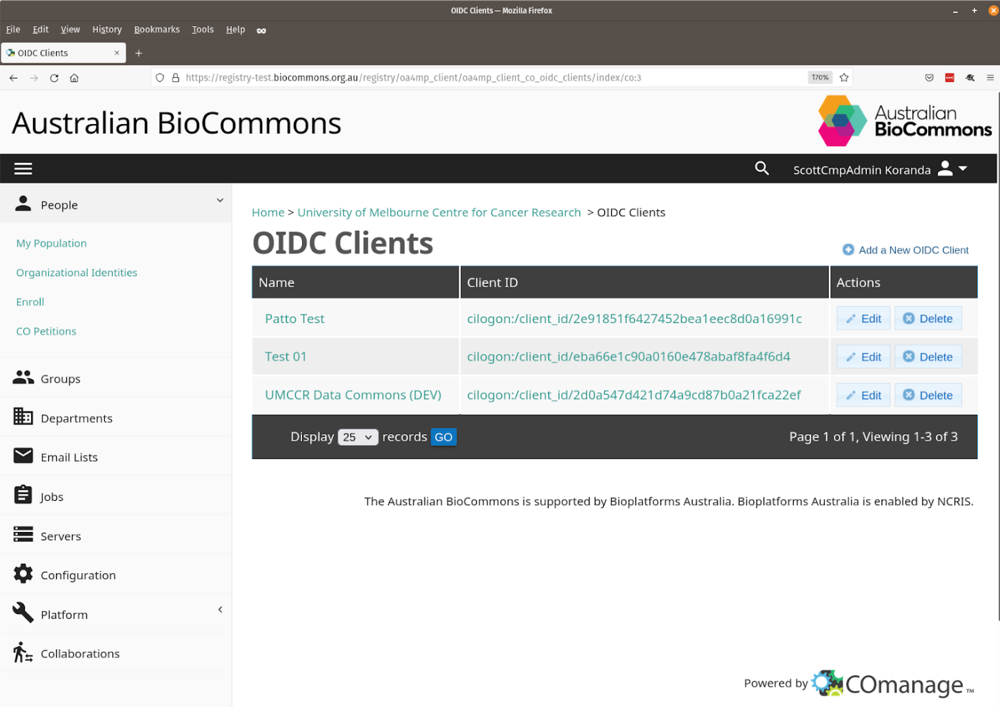 OIDC Clients — Mozilla Firefox
File Edit View History Bookmarks Tools Help
OIDC Clients
https://registry-test.biocommons.org.au/registry/oa4mp_client/oa4mp_client_co_oidc_clients/index/co:3 170%
Australian BioCommons
Australian
BioCommons
ScottCmpAdmin Koranda
People
My Population
Organizational Identities
Enroll
CO Petitions
Groups
Departments
Email Lists
Jobs
Servers
Configuration
Platform
Collaborations
Home > University of Melbourne Centre for Cancer Research > OIDC Clients
OIDC Clients
Add a New OIDC Client
Name Client ID Actions
Patto Test cilogon:/client_id/2e91851f6427452bea1eec8d0a16991c Edit Delete
Test 01 cilogon:/client_id/eba66e1c90a0160e478abaf8fa4f6d4 Edit Delete
UMCCR Data Commons (DEV) cilogon:/client_id/2d0a547d421d74a9cd87b0a21fca22ef Edit Delete
Display 25 records GO Page 1 of 1, Viewing 1-3 of 3
The Australian BioCommons is supported by Bioplatforms Australia. Bioplatforms Australia is enabled by NCRIS.
Powered by COmanage ™